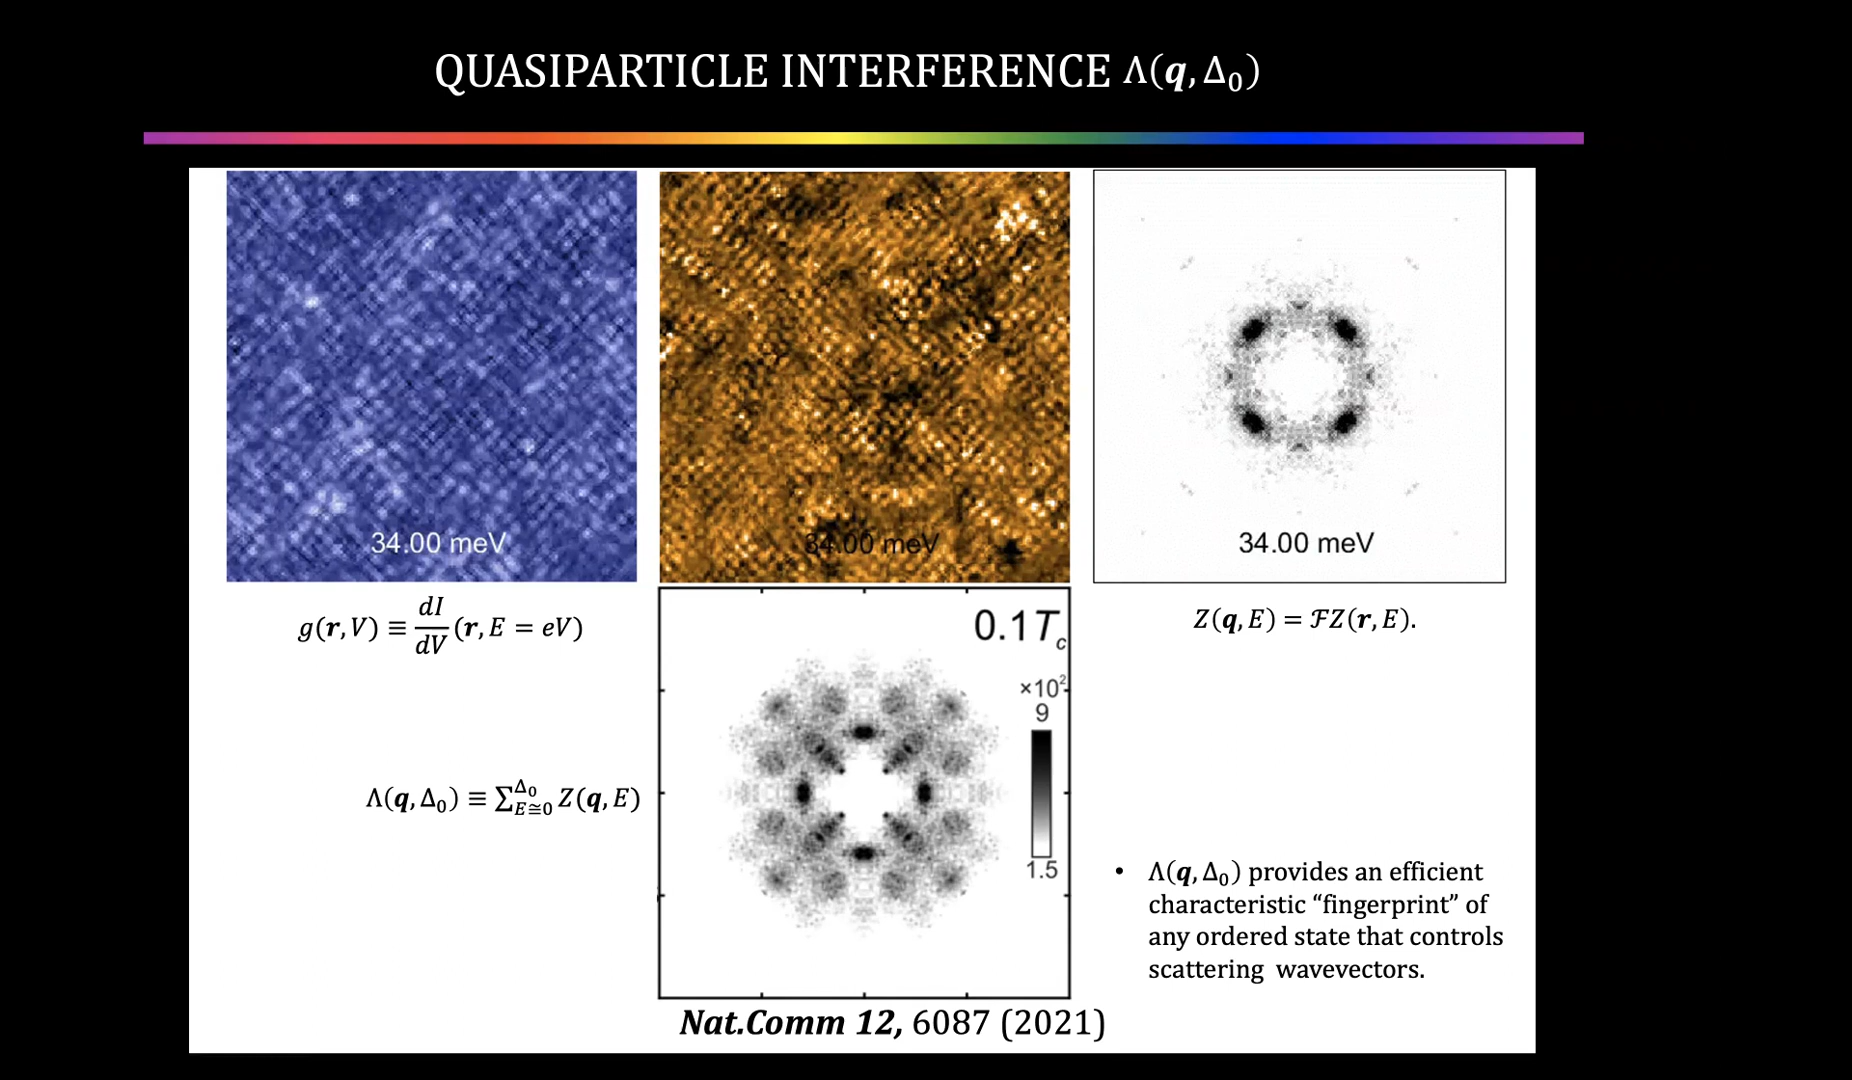 QUASIPARTICLE INTERFERENCE Λ(q, Δ₀)
34.00 meV
34.00 meV
34.00 meV
g(r, V) ≡ dI/dV (r, E = eV)
Z(q, E) = ℱZ(r, E).
0.1T_c
×10²
9
1.5
Λ(q, Δ₀) ≡ ∑_{E≅0}^{Δ₀} Z(q, E)
• Λ(q, Δ₀) provides an efficient
characteristic “fingerprint” of
any ordered state that controls
scattering wavevectors.
Nat.Comm 12, 6087 (2021)